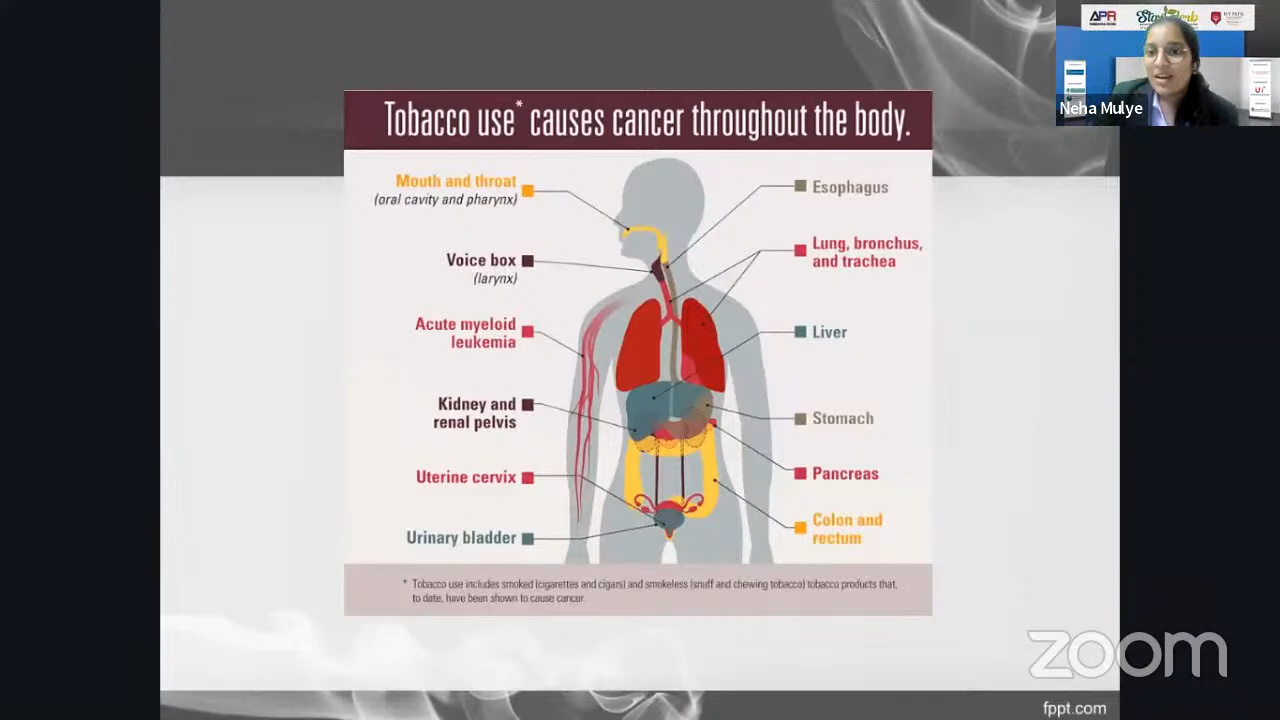 Tobacco use* causes cancer throughout the body.
Mouth and throat
(oral cavity and pharynx)
Voice box
(larynx)
Acute myeloid
leukemia
Kidney and
renal pelvis
Uterine cervix
Urinary bladder
Esophagus
Lung, bronchus,
and trachea
Liver
Stomach
Pancreas
Colon and
rectum
* Tobacco use includes smoked (cigarettes and cigars) and smokeless (snuff and chewing tobacco) tobacco products that,
to date, have been shown to cause cancer.
APR
Neha Mulye
zoom
fppt.com